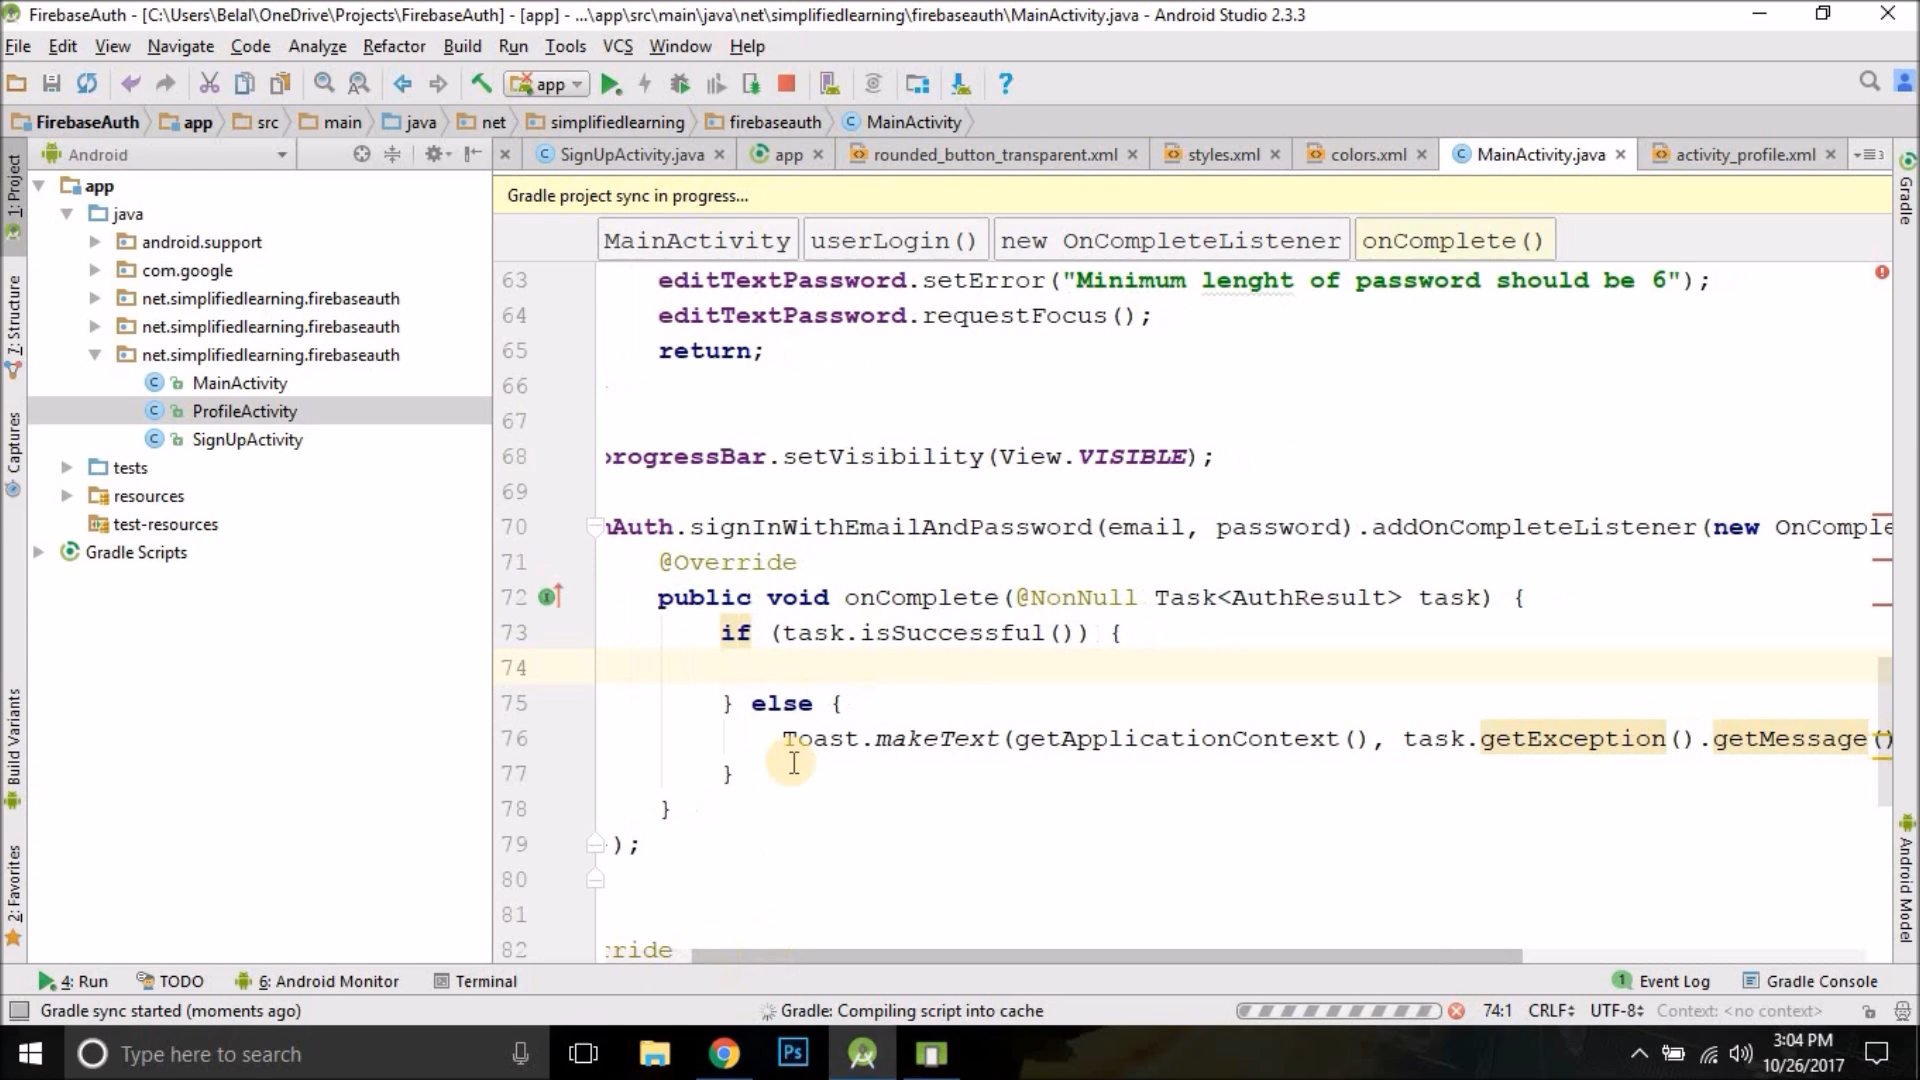 FirebaseAuth - [C:\Users\Belal\OneDrive\Projects\FirebaseAuth] - [app] - ...\app\src\main\java\net\simplifiedlearning\firebaseauth\MainActivity.java - Android Studio 2.3.3
File Edit View Navigate Code Analyze Refactor Build Run Tools VCS Window Help
app
FirebaseAuth app src main java net simplifiedlearning firebaseauth MainActivity
Android
SignUpActivity.java app rounded_button_transparent.xml styles.xml colors.xml MainActivity.java activity_profile.xml 3
Gradle project sync in progress...
MainActivity userLogin() new OnCompleteListener onComplete()
1: Project
7: Structure
Captures
Build Variants
2: Favorites
app
java
android.support
com.google
net.simplifiedlearning.firebaseauth
net.simplifiedlearning.firebaseauth
net.simplifiedlearning.firebaseauth
MainActivity
ProfileActivity
SignUpActivity
tests
resources
test-resources
Gradle Scripts
63 editTextPassword.setError("Minimum lenght of password should be 6");
64 editTextPassword.requestFocus();
65 return;
66
67
68 progressBar.setVisibility(View.VISIBLE);
69
70 mAuth.signInWithEmailAndPassword(email, password).addOnCompleteListener(new OnComple
71 @Override
72 public void onComplete(@NonNull Task<AuthResult> task) {
73 if (task.isSuccessful()) {
74
75 } else {
76 Toast.makeText(getApplicationContext(), task.getException().getMessage()
77 }
78 }
79 );
80
81
82 rride
Gradle
Android Model
4: Run TODO 6: Android Monitor Terminal 1 Event Log Gradle Console
Gradle sync started (moments ago) Gradle: Compiling script into cache 74:1 CRLF UTF-8 Context: <no context>
Type here to search
Ps
3:04 PM
10/26/2017